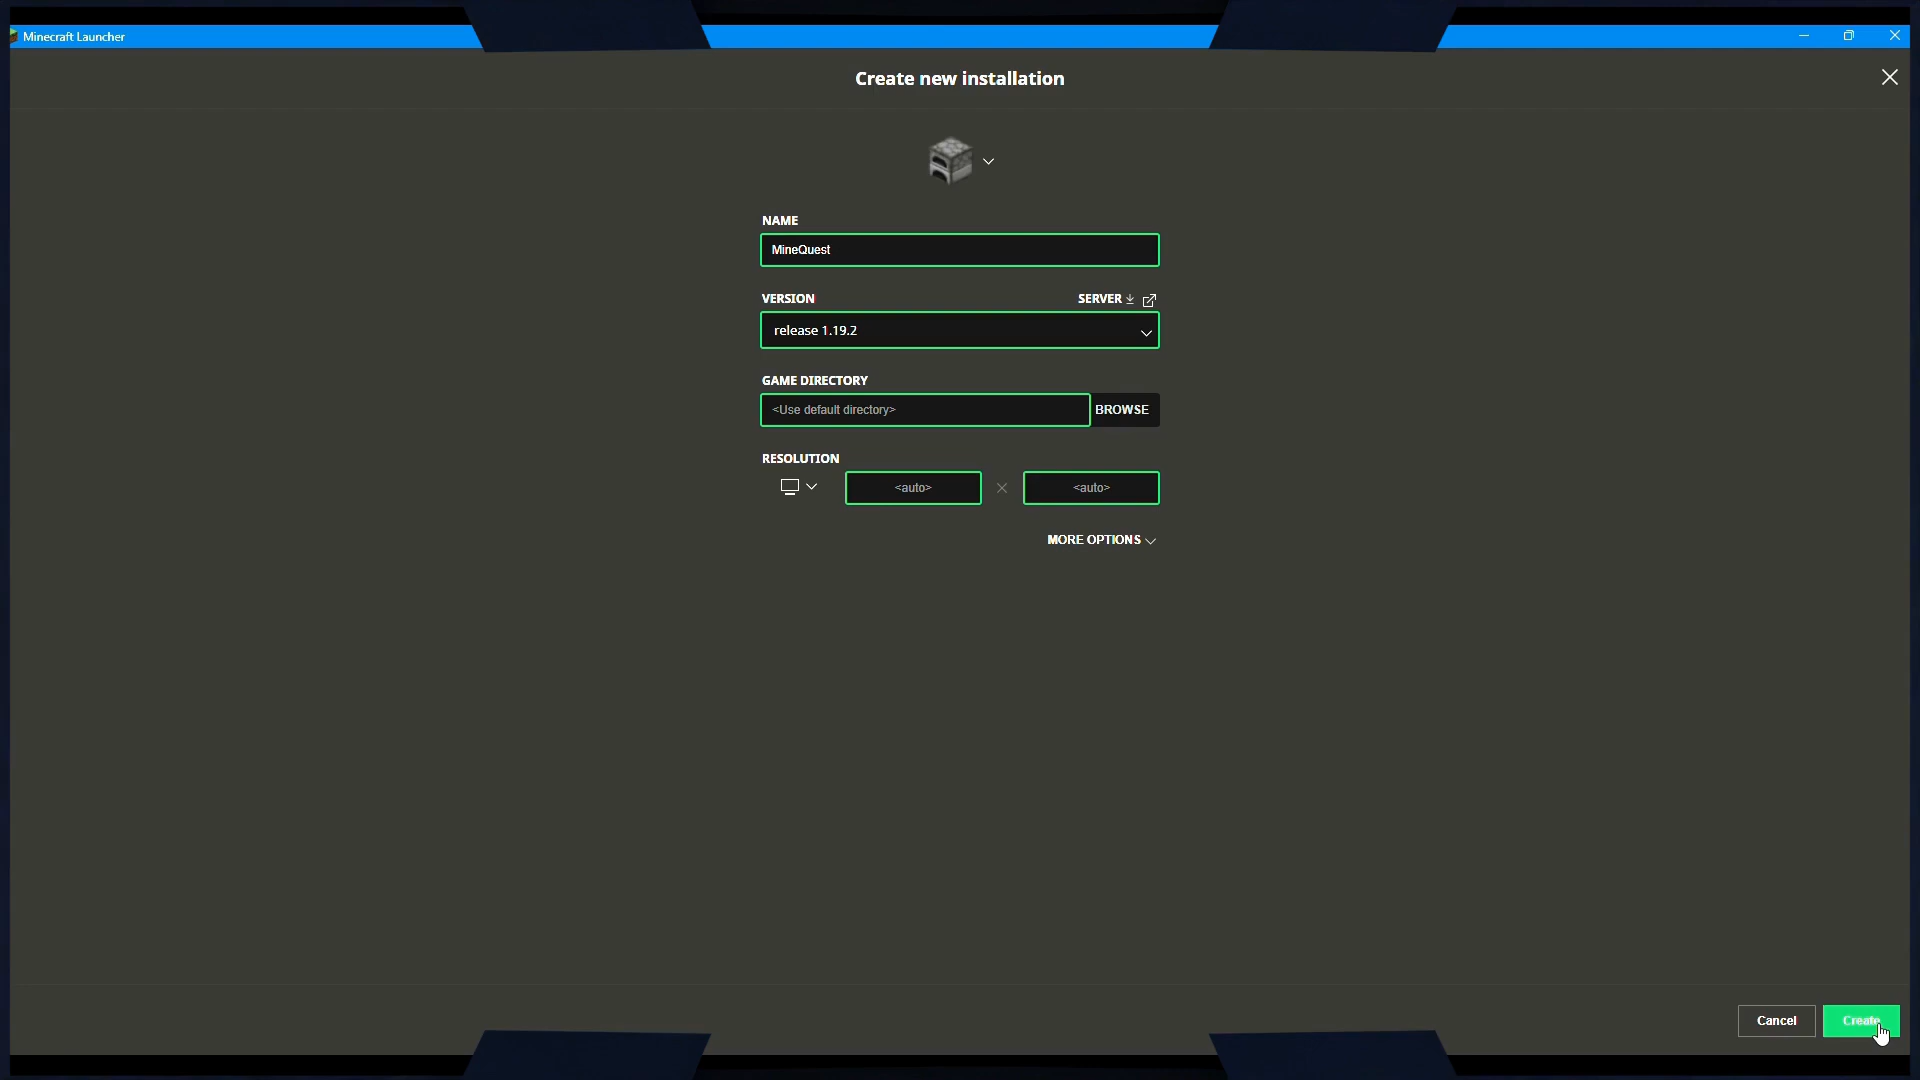 Minecraft Launcher
Create new installation
NAME
MineQuest
VERSION
SERVER
release 1.19.2
GAME DIRECTORY
<Use default directory>
BROWSE
RESOLUTION
<auto>
<auto>
MORE OPTIONS
Cancel
Create